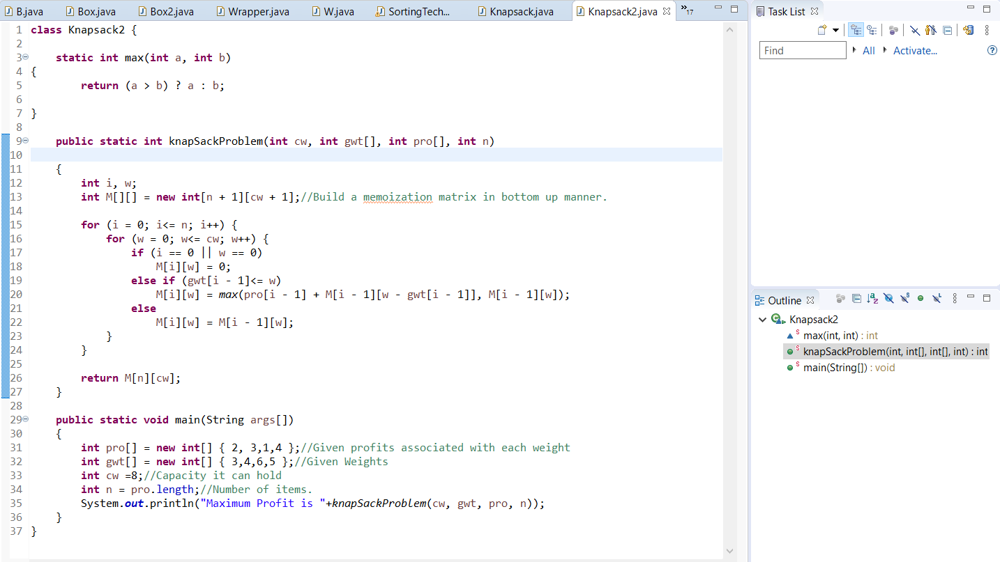 B.java Box.java Box2.java Wrapper.java W.java SortingTech... Knapsack.java Knapsack2.java »17
1 class Knapsack2 {
2
3 static int max(int a, int b)
4 {
5 return (a > b) ? a : b;
6
7 }
8
9 public static int knapSackProblem(int cw, int gwt[], int pro[], int n)
10
11 {
12 int i, w;
13 int M[][] = new int[n + 1][cw + 1];//Build a memoization matrix in bottom up manner.
14
15 for (i = 0; i<= n; i++) {
16 for (w = 0; w<= cw; w++) {
17 if (i == 0 || w == 0)
18 M[i][w] = 0;
19 else if (gwt[i - 1]<= w)
20 M[i][w] = max(pro[i - 1] + M[i - 1][w - gwt[i - 1]], M[i - 1][w]);
21 else
22 M[i][w] = M[i - 1][w];
23 }
24 }
25
26 return M[n][cw];
27 }
28
29 public static void main(String args[])
30 {
31 int pro[] = new int[] { 2, 3,1,4 };//Given profits associated with each weight
32 int gwt[] = new int[] { 3,4,6,5 };//Given Weights
33 int cw =8;//Capacity it can hold
34 int n = pro.length;//Number of items.
35 System.out.println("Maximum Profit is "+knapSackProblem(cw, gwt, pro, n));
36 }
37 }
Task List
Find All Activate...
Outline
Knapsack2
max(int, int) : int
knapSackProblem(int, int[], int[], int) : int
main(String[]) : void